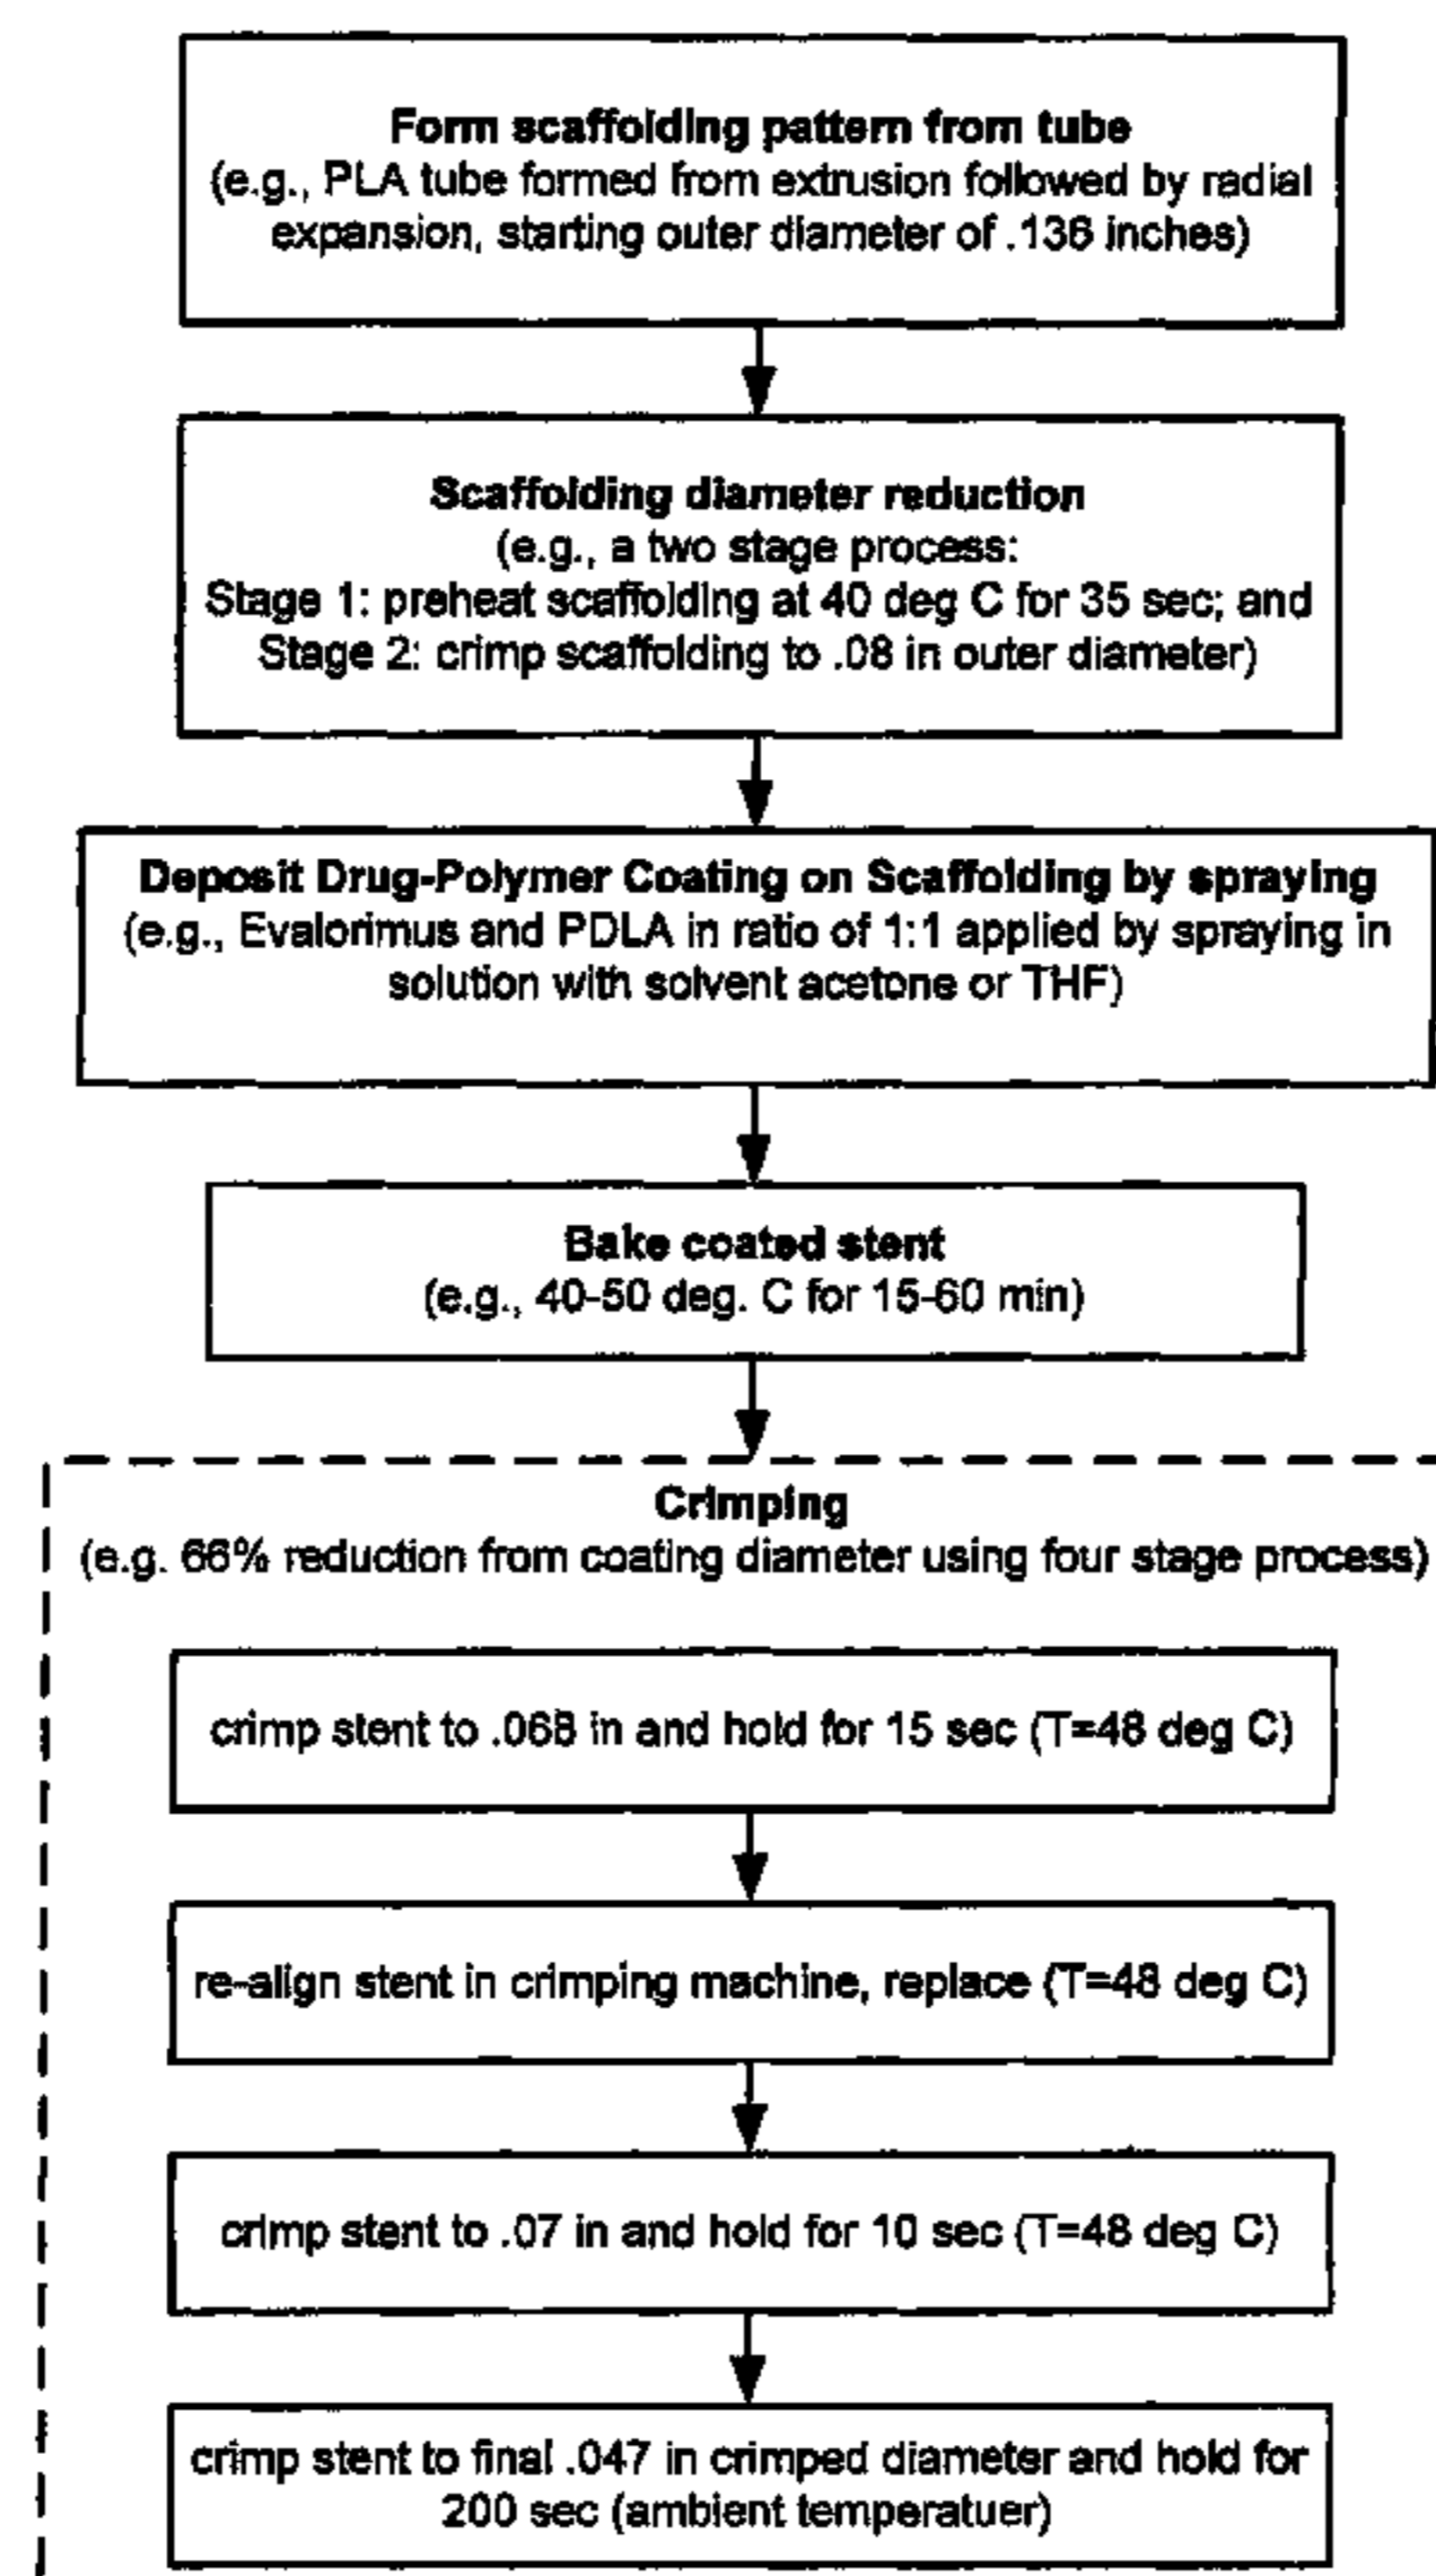 Form scaffolding pattern from tube
(e.g., PLA tube formed from extrusion followed by radial
expansion, starting outer diameter of .136 inches)
Scaffolding diameter reduction
(e.g., a two stage process:
Stage 1: preheat scaffolding at 40 deg C for 35 sec; and
Stage 2: crimp scaffolding to .08 in outer diameter)
Deposit Drug-Polymer Coating on Scaffolding by spraying
(e.g., Evalorimus and PDLA in ratio of 1:1 applied by spraying in
solution with solvent acetone or THF)
Bake coated stent
(e.g., 40-50 deg. C for 15-60 min)
Crimping
(e.g. 66% reduction from coating diameter using four stage process)
crimp stent to .068 in and hold for 15 sec (T=48 deg C)
re-align stent in crimping machine, replace (T=48 deg C)
crimp stent to .07 in and hold for 10 sec (T=48 deg C)
crimp stent to final .047 in crimped diameter and hold for
200 sec (ambient temperatuer)